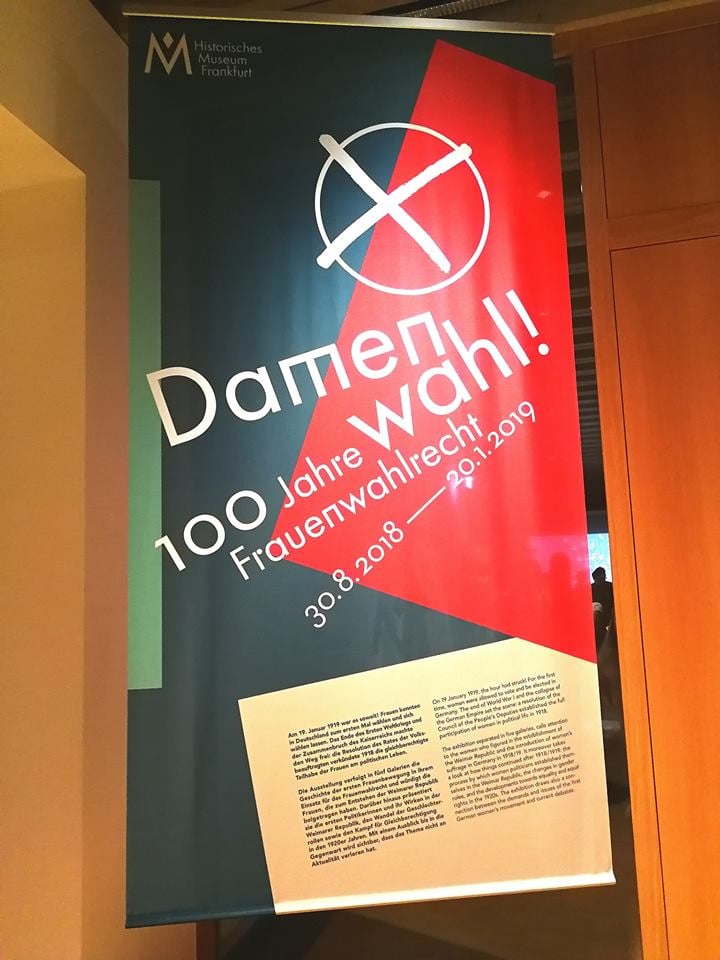 Historisches
Museum
Frankfurt
Damen
wahl!
100 Jahre
Frauenwahlrecht
30.8.2018 — 20.1.2019
Am 19. Januar 1919 war es soweit! Frauen konnten
in Deutschland zum ersten Mal wählen und sich
wählen lassen. Das Ende des Ersten Weltkriegs und
der Zusammenbruch des Kaiserreichs machte
den Weg frei: die Resolution des Rates der Volks-
beauftragten verkündete 1918 die gleichberechtigte
Teilhabe der Frauen am politischen Leben.
Die Ausstellung verfolgt in fünf Galerien die
Geschichte der ersten Frauenbewegung in ihrem
Einsatz für das Frauenwahlrecht und würdigt die
Frauen, die zum Entstehen der Weimarer Republik
beigetragen haben. Darüber hinaus präsentiert
sie die ersten Politikerinnen und ihr Wirken in der
Weimarer Republik, den Wandel der Geschlechter-
rollen sowie den Kampf für Gleichberechtigung
in den 1920er Jahren. Mit einem Ausblick bis in die
Gegenwart wird sichtbar, dass das Thema nicht an
Aktualität verloren hat.
On 19 January 1919, the hour had struck! For the first
time, women were allowed to vote and be elected in
Germany. The end of World War I and the collapse of
the German Empire set the stage: a resolution of the
Council of the People's Deputies established the full
participation of women in political life in 1918.
The exhibition separated in five galleries, calls attention
to the women who figured in the establishment of
the Weimar Republic and the introduction of women's
suffrage in Germany in 1918/19. It moreover takes
a look at how things continued after 1918/1919: the
process by which women politicians established them-
selves in the Weimar Republic, the changes in gender
roles, and the developments towards equality and equal
rights in the 1920s. The exhibition draws also a con-
nection between the demands and issues of the first
German women's movement and current debates.